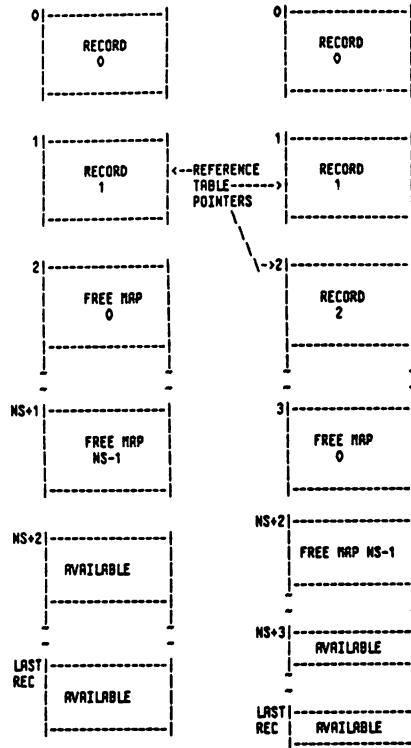 0 RECORD 0
1 RECORD 1
2 FREE MAP 0
NS+1 FREE MAP NS-1
NS+2 AVAILABLE
LAST REC AVAILABLE
<--REFERENCE
TABLE----->
POINTERS
0 RECORD 0
1 RECORD 1
-->2 RECORD 2
3 FREE MAP 0
NS+2 FREE MAP NS-1
NS+3 AVAILABLE
LAST REC AVAILABLE